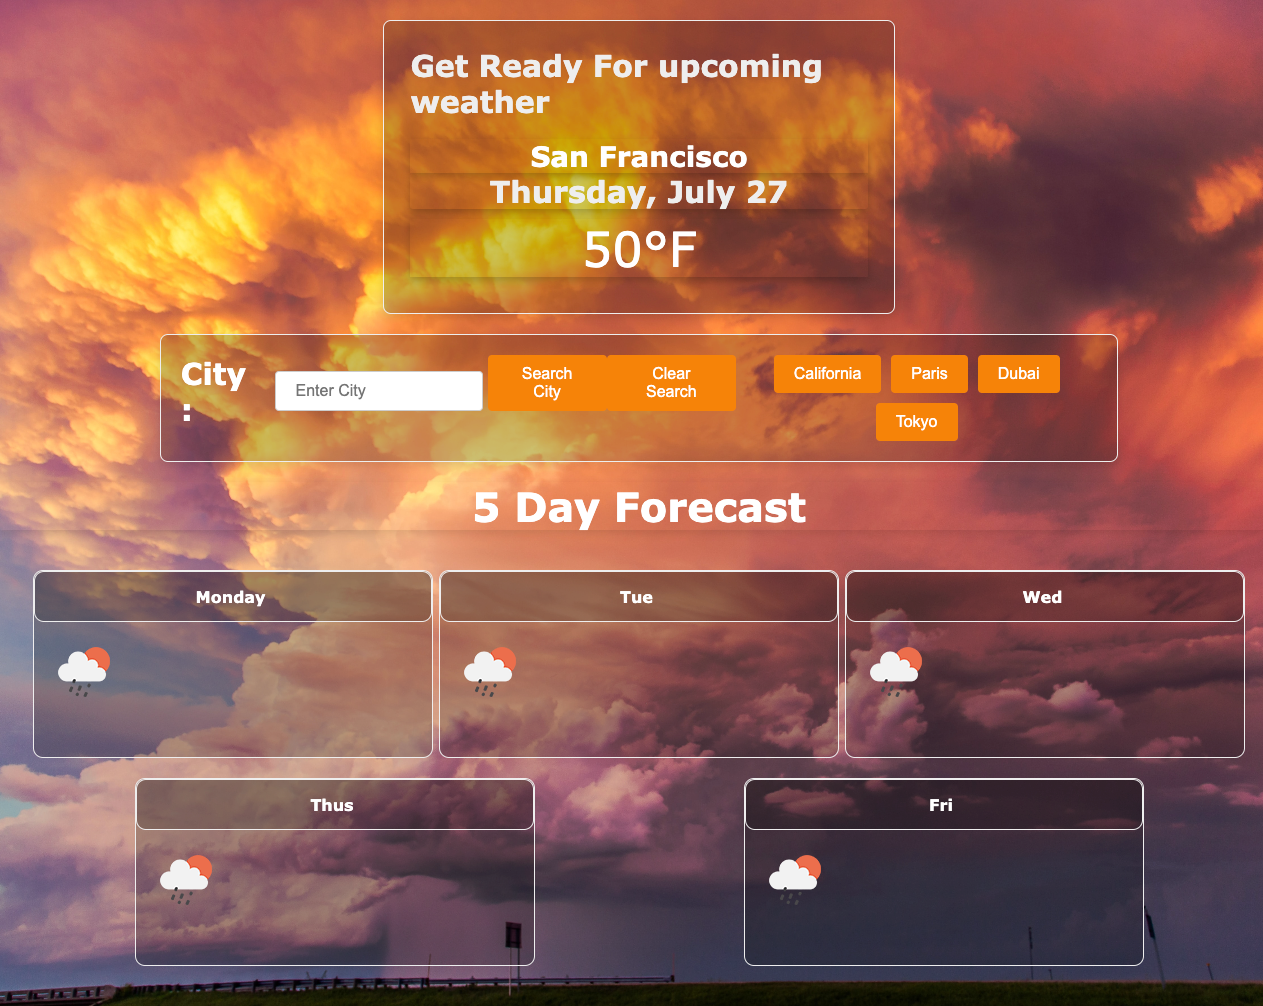 Get Ready For upcoming
weather
San Francisco
Thursday, July 27
50°F
City
:
Enter City
Search
City
Clear
Search
California
Paris
Dubai
Tokyo
5 Day Forecast
Monday
Tue
Wed
Thus
Fri